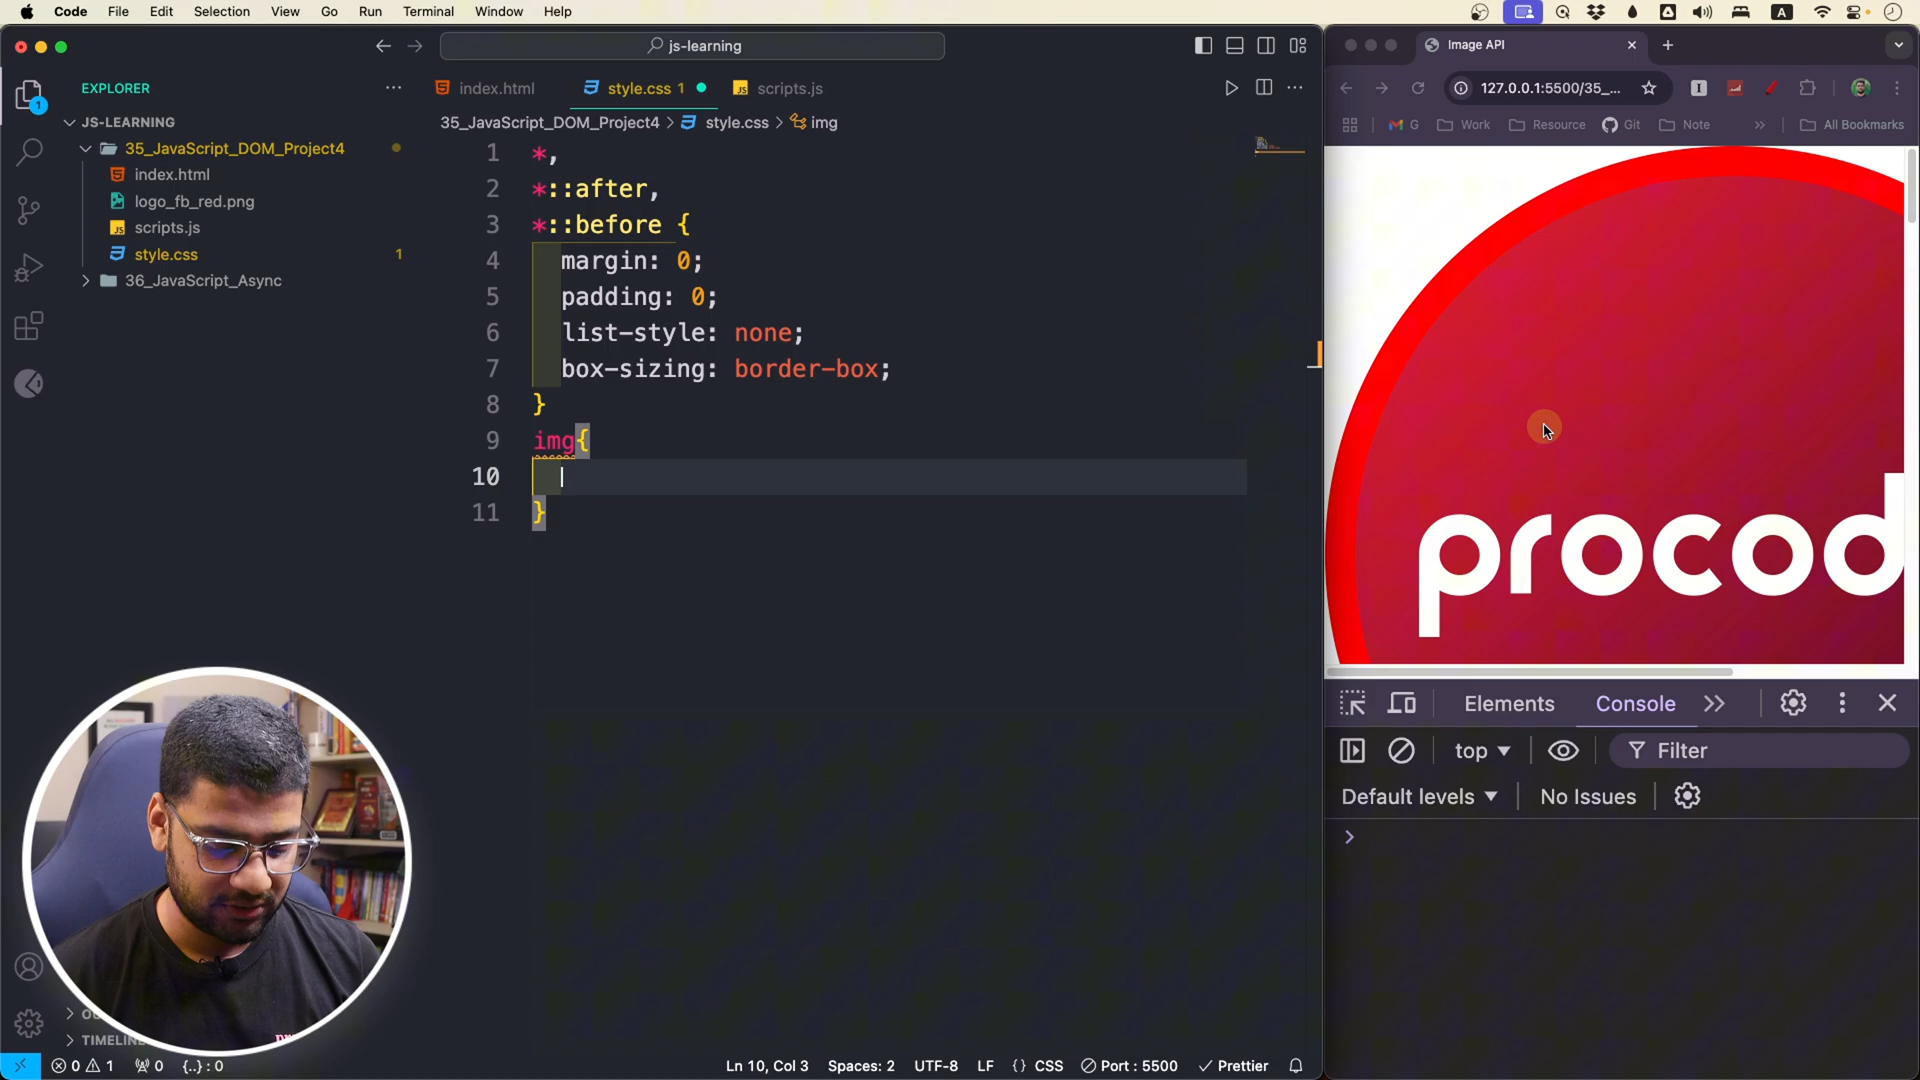 Code File Edit Selection View Go Run Terminal Window Help A
js-learning
EXPLORER
1
JS-LEARNING
35_JavaScript_DOM_Project4
index.html
logo_fb_red.png
scripts.js
style.css 1
36_JavaScript_Async
TIMELINE
index.html style.css 1 scripts.js
35_JavaScript_DOM_Project4 > style.css > img
1 *,
2 *::after,
3 *::before {
4 margin: 0;
5 padding: 0;
6 list-style: none;
7 box-sizing: border-box;
8 }
9 img{
10
11 }
0 1 0 {..} : 0 Ln 10, Col 3 Spaces: 2 UTF-8 LF {} CSS Port : 5500 Prettier
Image API
127.0.0.1:5500/35_...
G Work Resource Git Note All Bookmarks
procod
Elements Console
top Filter
Default levels No Issues